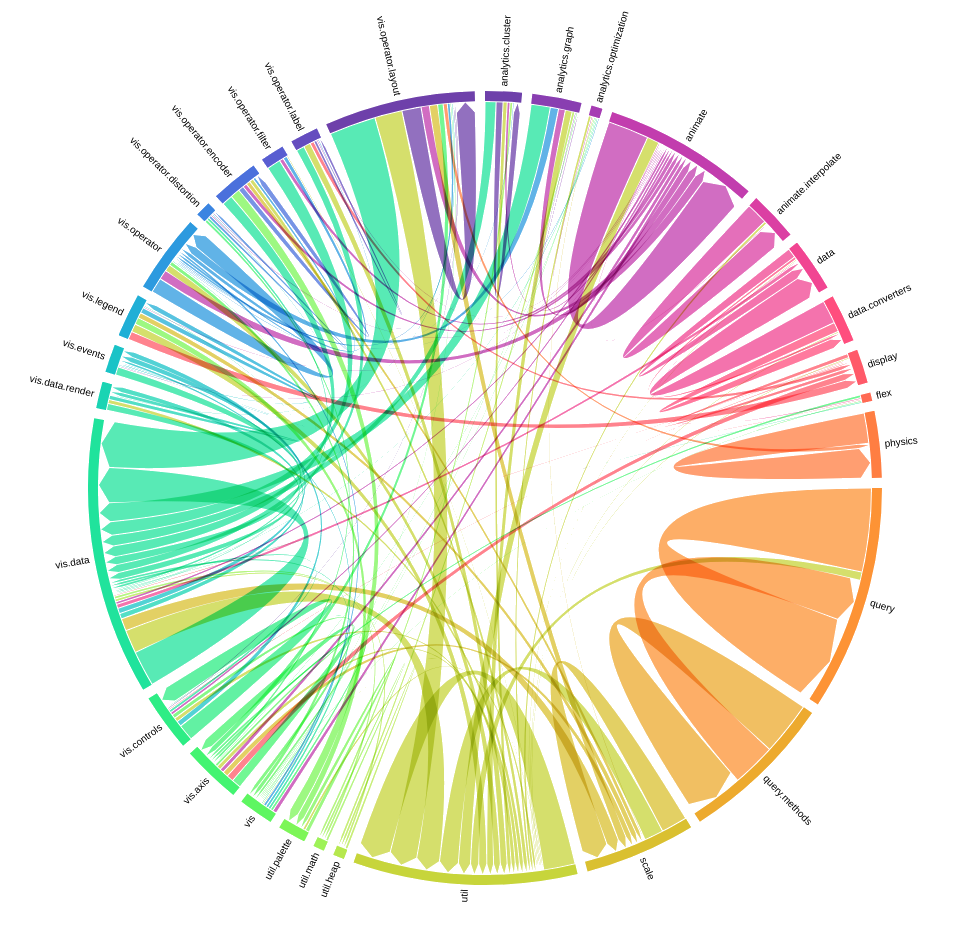 analytics.cluster
analytics.graph
analytics.optimization
animate
animate.interpolate
data
data.converters
display
flex
physics
query
query.methods
scale
util
util.heap
util.math
util.palette
vis
vis.axis
vis.controls
vis.data
vis.data.render
vis.events
vis.legend
vis.operator
vis.operator.distortion
vis.operator.encoder
vis.operator.filter
vis.operator.label
vis.operator.layout